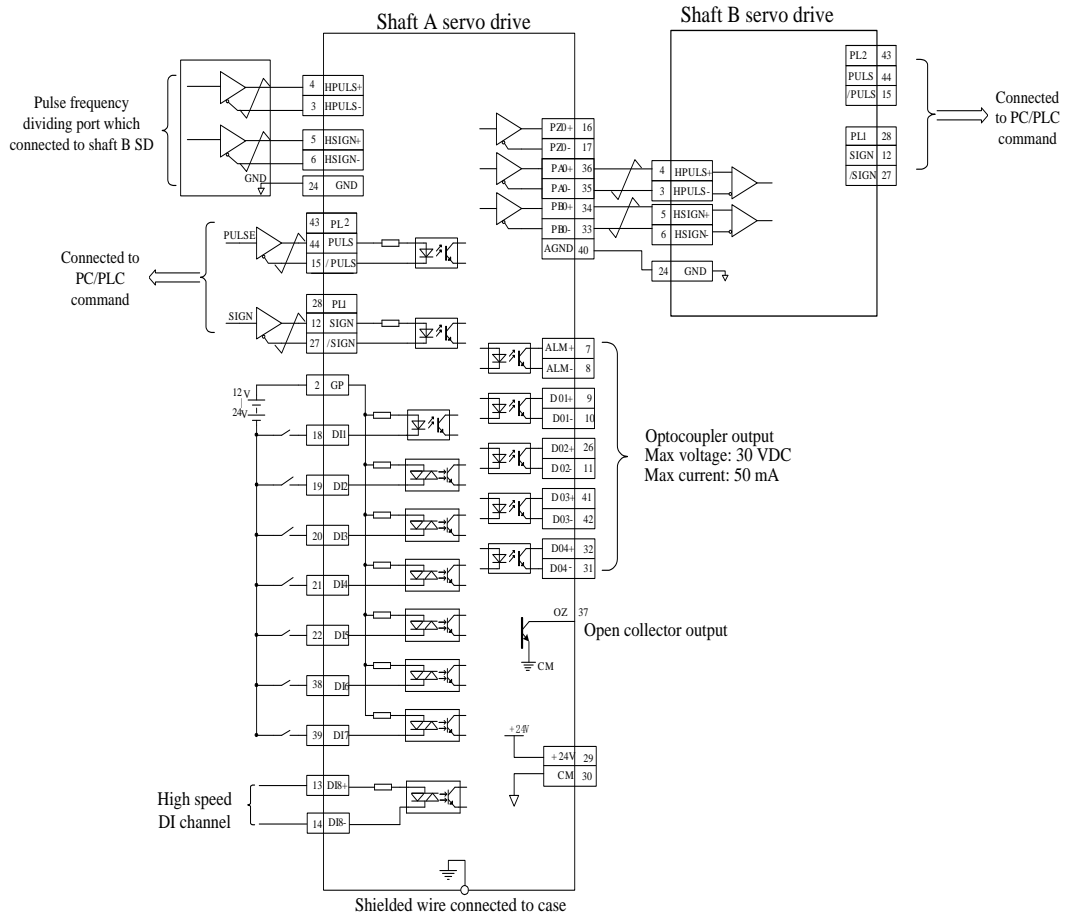 Shaft A servo drive
Shaft B servo drive
Pulse frequency
dividing port which
connected to shaft B SD
4 HPULS+
3 HPULS-
5 HSIGN+
6 HSIGN-
GND
24 GND
43 PL2
PULSE
44 PULS
15 /PULS
Connected to
PC/PLC
command
28 PL1
SIGN
12 SIGN
27 /SIGN
2 GP
12V
24V
18 DI1
19 DI2
20 DI3
21 DI4
22 DI5
38 DI6
39 DI7
High speed
DI channel
13 DI8+
14 DI8-
PZ0+ 16
PZ0- 17
PA0+ 36
PA0- 35
PB0+ 34
PB0- 33
AGND 40
4 HPULS+
3 HPULS-
5 HSIGN+
6 HSIGN-
24 GND
PL2 43
PULS 44
/PULS 15
PL1 28
SIGN 12
/SIGN 27
Connected
to PC/PLC
command
ALM+ 7
ALM- 8
D01+ 9
D01- 10
D02+ 26
D02- 11
D03+ 41
D03- 42
D04+ 32
D04- 31
Optocoupler output
Max voltage: 30 VDC
Max current: 50 mA
OZ 37
Open collector output
CM
+24V
+24V 29
CM 30
Shielded wire connected to case